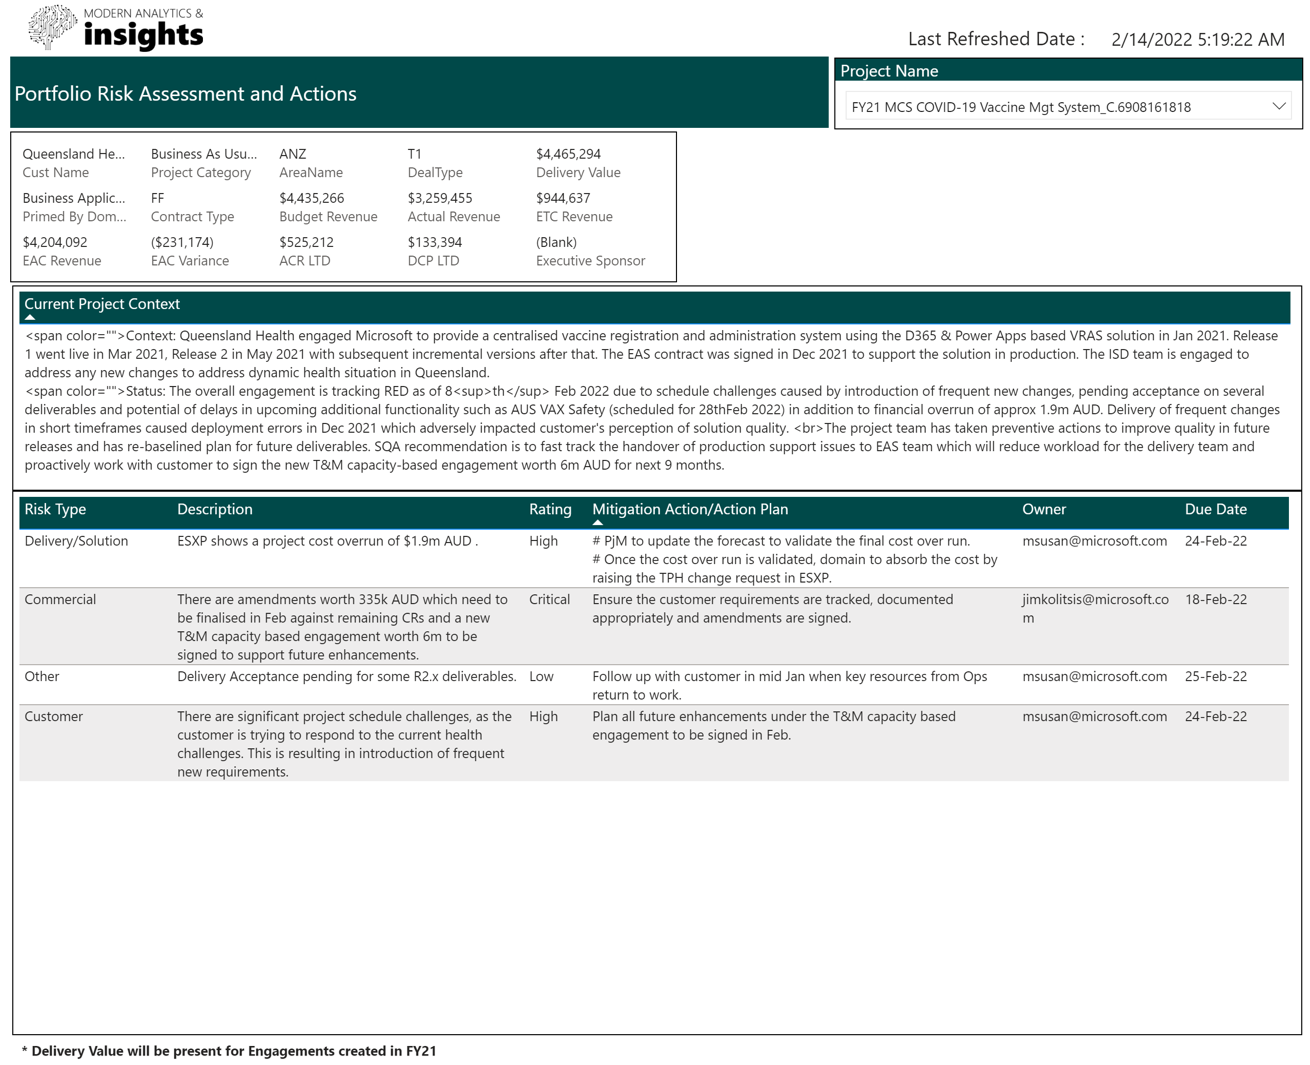 MODERN ANALYTICS &
insights
Last Refreshed Date : 2/14/2022 5:19:22 AM
Portfolio Risk Assessment and Actions
Project Name
FY21 MCS COVID-19 Vaccine Mgt System_C.6908161818
Queensland He... Business As Usu... ANZ T1 $4,465,294
Cust Name Project Category AreaName DealType Delivery Value
Business Applic... FF $4,435,266 $3,259,455 $944,637
Primed By Dom... Contract Type Budget Revenue Actual Revenue ETC Revenue
$4,204,092 ($231,174) $525,212 $133,394 (Blank)
EAC Revenue EAC Variance ACR LTD DCP LTD Executive Sponsor
Current Project Context
<span color="">Context: Queensland Health engaged Microsoft to provide a centralised vaccine registration and administration system using the D365 & Power Apps based VRAS solution in Jan 2021. Release
1 went live in Mar 2021, Release 2 in May 2021 with subsequent incremental versions after that. The EAS contract was signed in Dec 2021 to support the solution in production. The ISD team is engaged to
address any new changes to address dynamic health situation in Queensland.
<span color="">Status: The overall engagement is tracking RED as of 8<sup>th</sup> Feb 2022 due to schedule challenges caused by introduction of frequent new changes, pending acceptance on several
deliverables and potential of delays in upcoming additional functionality such as AUS VAX Safety (scheduled for 28thFeb 2022) in addition to financial overrun of approx 1.9m AUD. Delivery of frequent changes
in short timeframes caused deployment errors in Dec 2021 which adversely impacted customer's perception of solution quality. <br>The project team has taken preventive actions to improve quality in future
releases and has re-baselined plan for future deliverables. SQA recommendation is to fast track the handover of production support issues to EAS team which will reduce workload for the delivery team and
proactively work with customer to sign the new T&M capacity-based engagement worth 6m AUD for next 9 months.
Risk Type Description Rating Mitigation Action/Action Plan Owner Due Date
Delivery/Solution ESXP shows a project cost overrun of $1.9m AUD . High # PjM to update the forecast to validate the final cost over run. msusan@microsoft.com 24-Feb-22
# Once the cost over run is validated, domain to absorb the cost by
raising the TPH change request in ESXP.
Commercial There are amendments worth 335k AUD which need to Critical Ensure the customer requirements are tracked, documented jimkolitsis@microsoft.co 18-Feb-22
be finalised in Feb against remaining CRs and a new appropriately and amendments are signed. m
T&M capacity based engagement worth 6m to be
signed to support future enhancements.
Other Delivery Acceptance pending for some R2.x deliverables. Low Follow up with customer in mid Jan when key resources from Ops msusan@microsoft.com 25-Feb-22
return to work.
Customer There are significant project schedule challenges, as the High Plan all future enhancements under the T&M capacity based msusan@microsoft.com 24-Feb-22
customer is trying to respond to the current health engagement to be signed in Feb.
challenges. This is resulting in introduction of frequent
new requirements.
* Delivery Value will be present for Engagements created in FY21